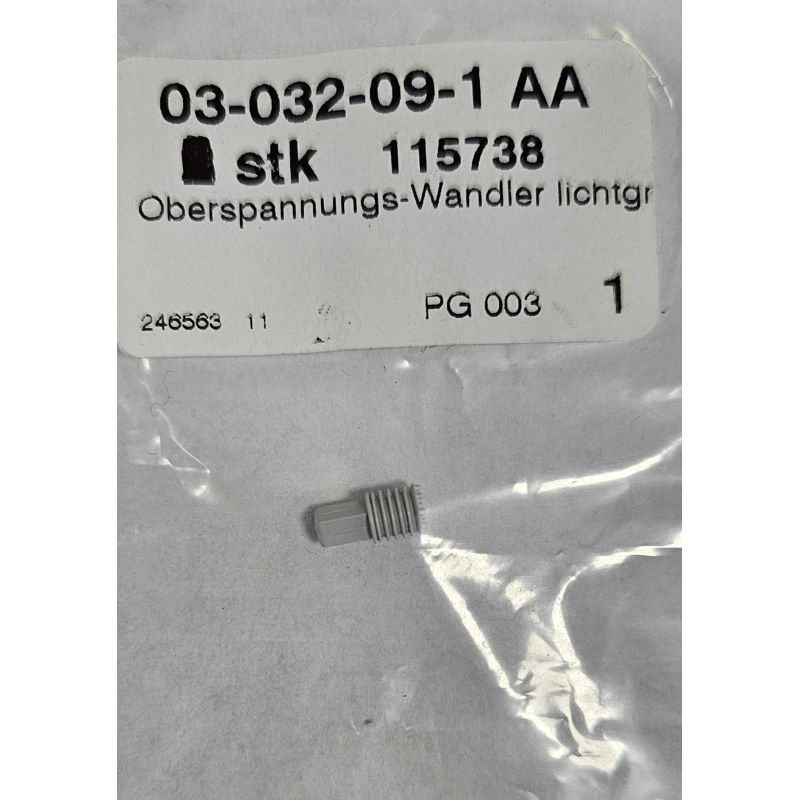 03-032-09-1 AA
stk 115738
Oberspannungs-Wandler lichtgr
246563 11 PG 003 1